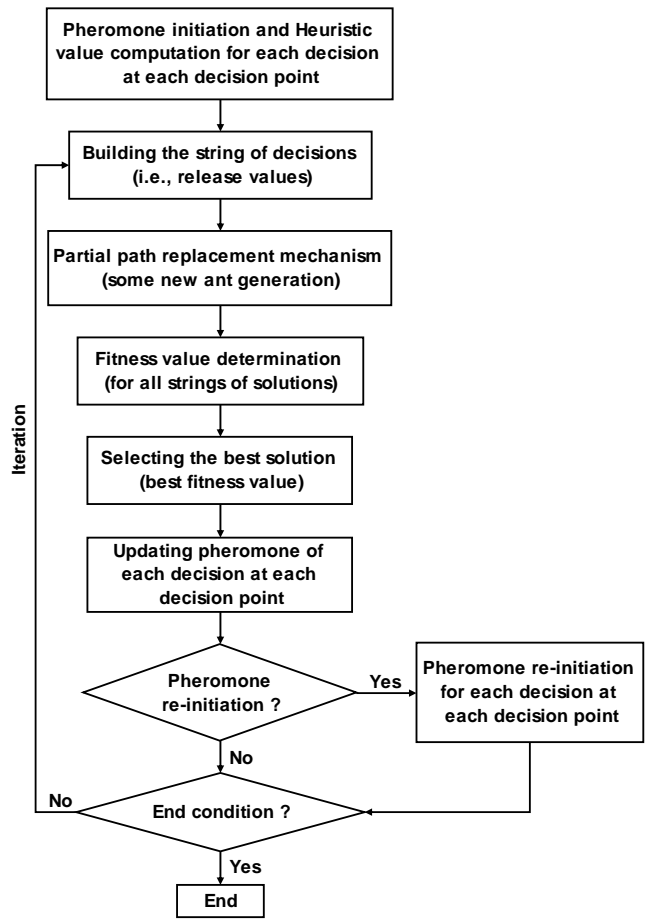 Pheromone initiation and Heuristic
value computation for each decision
at each decision point
Building the string of decisions
(i.e., release values)
Partial path replacement mechanism
(some new ant generation)
Fitness value determination
(for all strings of solutions)
Iteration
Selecting the best solution
(best fitness value)
Updating pheromone of
each decision at each
decision point
Pheromone
re-initiation ?
Yes
Pheromone re-initiation
for each decision at
each decision point
No
End condition ?
No
Yes
End